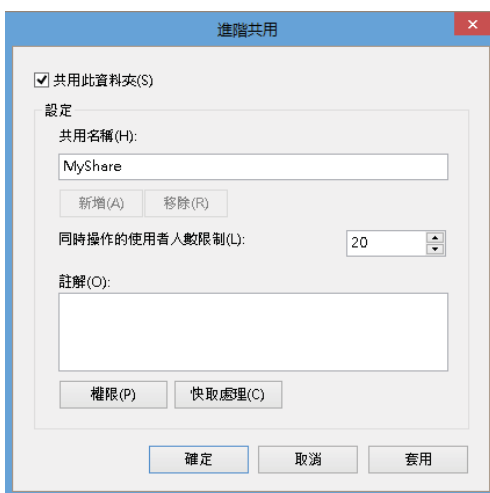 進階共用
共用此資料夾(S)
設定
共用名稱(H):
MyShare
新增(A) 移除(R)
同時操作的使用者人數限制(L): 20
註解(O):
權限(P) 快取處理(C)
確定 取消 套用